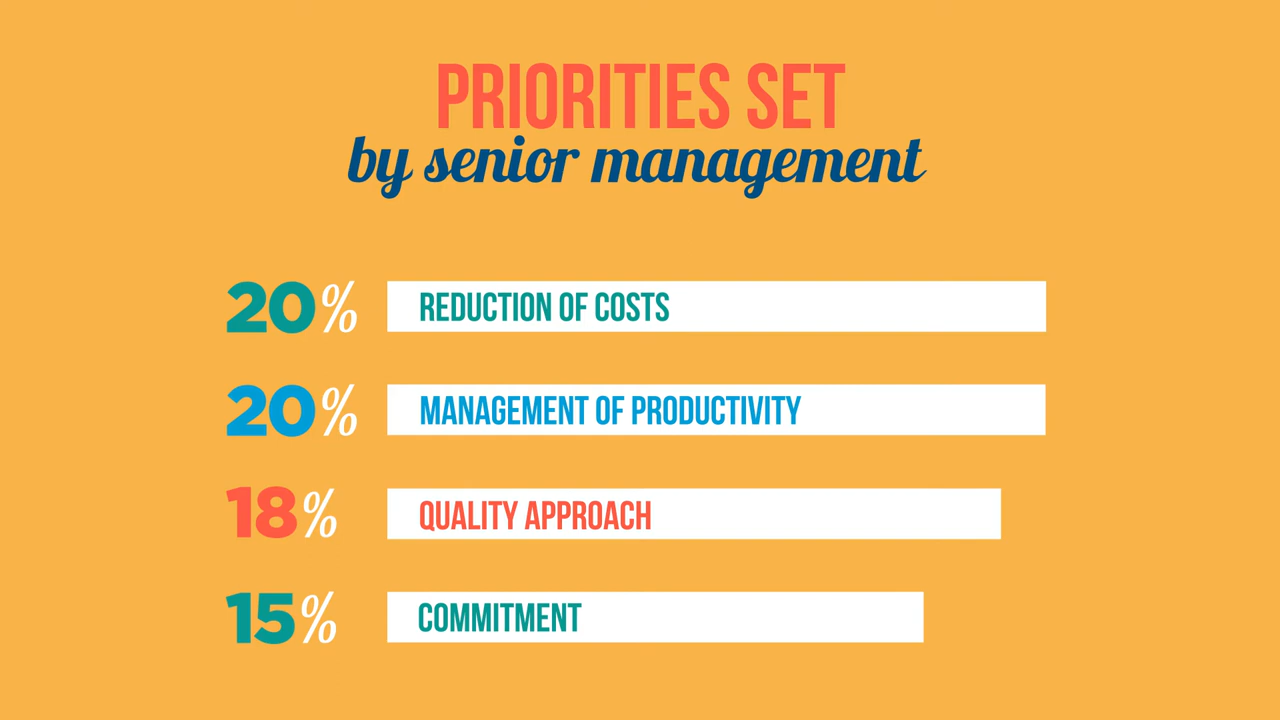 PRIORITIES SET
by senior management
20% REDUCTION OF COSTS
20% MANAGEMENT OF PRODUCTIVITY
18% QUALITY APPROACH
15% COMMITMENT